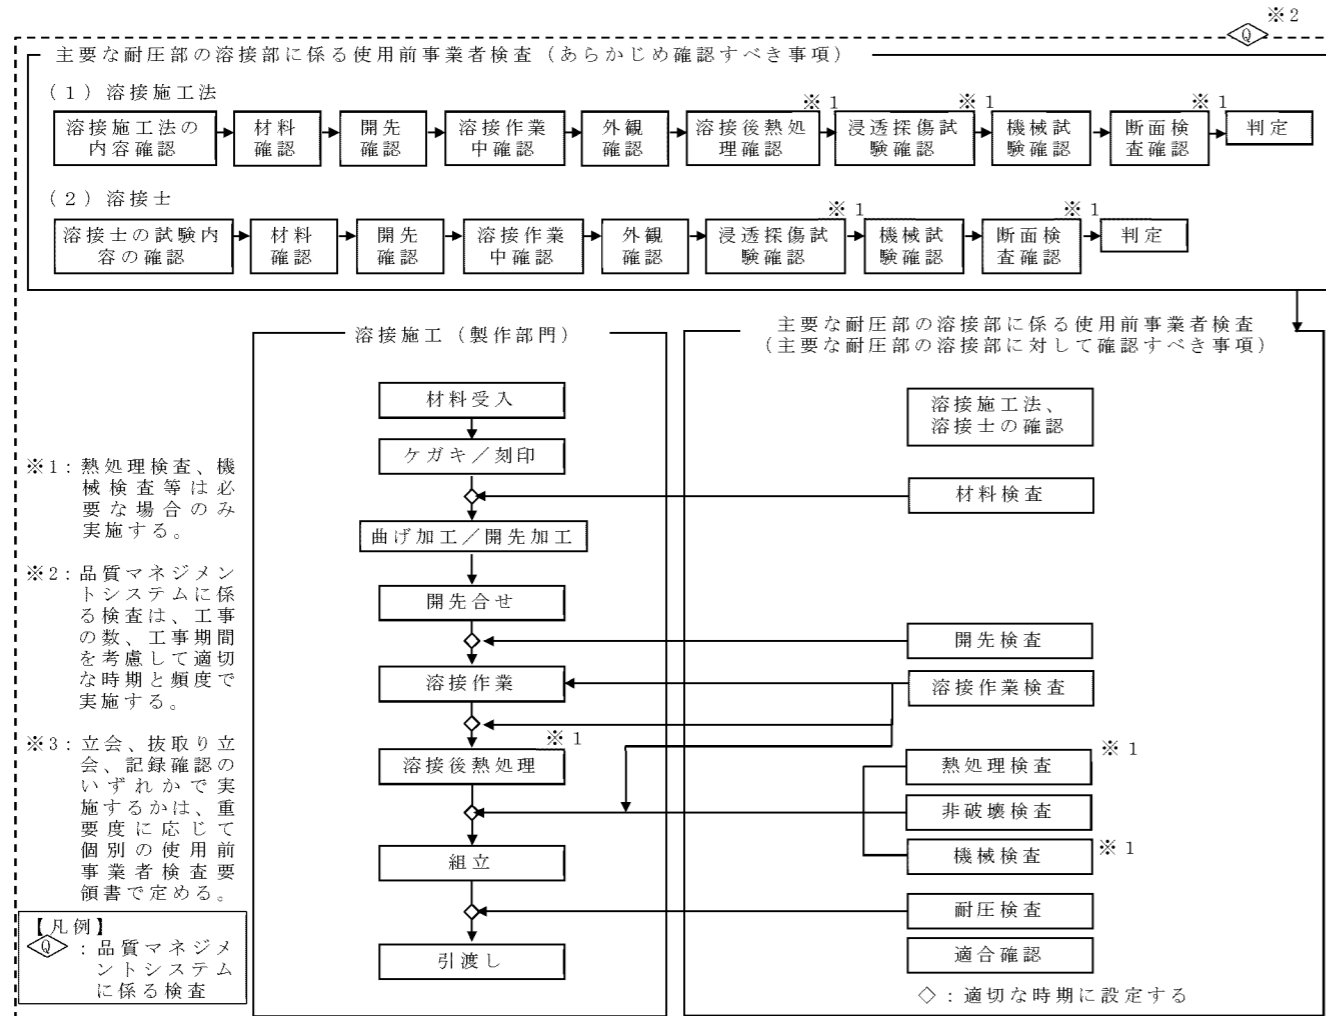 ※2
Q
主要な耐圧部の溶接部に係る使用前事業者検査（あらかじめ確認すべき事項）
（1）溶接施工法
※1
※1
※1
溶接施工法の
内容確認
材料
確認
開先
確認
溶接作業
中確認
外観
確認
溶接後熱処
理確認
浸透探傷試
験確認
機械試
験確認
断面検
査確認
判定
（2）溶接士
※1
※1
溶接士の試験内
容の確認
材料
確認
開先
確認
溶接作業
中確認
外観
確認
浸透探傷試
験確認
機械試
験確認
断面検
査確認
判定
溶接施工（製作部門）
材料受入
ケガキ／刻印
曲げ加工／開先加工
開先合せ
溶接作業
※1
溶接後熱処理
組立
引渡し
主要な耐圧部の溶接部に係る使用前事業者検査
（主要な耐圧部の溶接部に対して確認すべき事項）
溶接施工法、
溶接士の確認
材料検査
開先検査
溶接作業検査
※1
熱処理検査
非破壊検査
機械検査
※1
耐圧検査
適合確認
◇：適切な時期に設定する
※1：熱処理検査、機
械検査等は必
要な場合のみ
実施する。
※2：品質マネジメン
トシステムに係
る検査は、工事
の数、工事期間
を考慮して適切
な時期と頻度で
実施する。
※3：立会、抜取り立
会、記録確認の
いずれかで実
施するかは、重
要度に応じて
個別の使用前
事業者検査要
領書で定める。
【凡例】
Q：品質マネジメ
ントシステム
に係る検査